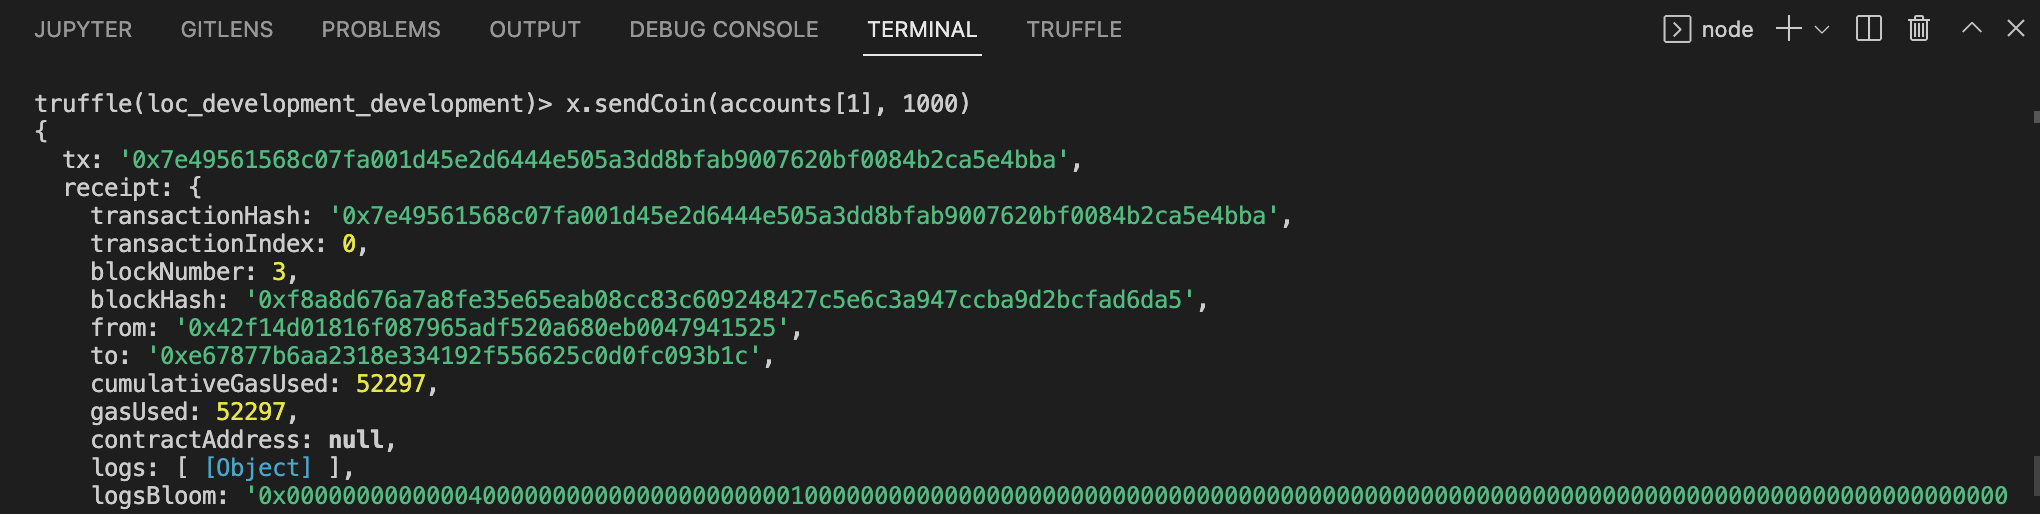 JUPYTER GITLENS PROBLEMS OUTPUT DEBUG CONSOLE TERMINAL TRUFFLE node
truffle(loc_development_development)> x.sendCoin(accounts[1], 1000)
{
  tx: '0x7e49561568c07fa001d45e2d6444e505a3dd8bfab9007620bf0084b2ca5e4bba',
  receipt: {
    transactionHash: '0x7e49561568c07fa001d45e2d6444e505a3dd8bfab9007620bf0084b2ca5e4bba',
    transactionIndex: 0,
    blockNumber: 3,
    blockHash: '0xf8a8d676a7a8fe35e65eab08cc83c609248427c5e6c3a947ccba9d2bcfad6da5',
    from: '0x42f14d01816f087965adf520a680eb0047941525',
    to: '0xe67877b6aa2318e334192f556625c0d0fc093b1c',
    cumulativeGasUsed: 52297,
    gasUsed: 52297,
    contractAddress: null,
    logs: [ [Object] ],
    logsBloom: '0x0000000000000400000000000000000000000100000000000000000000000000000000000000000000000000000000000000000000000000000000000000